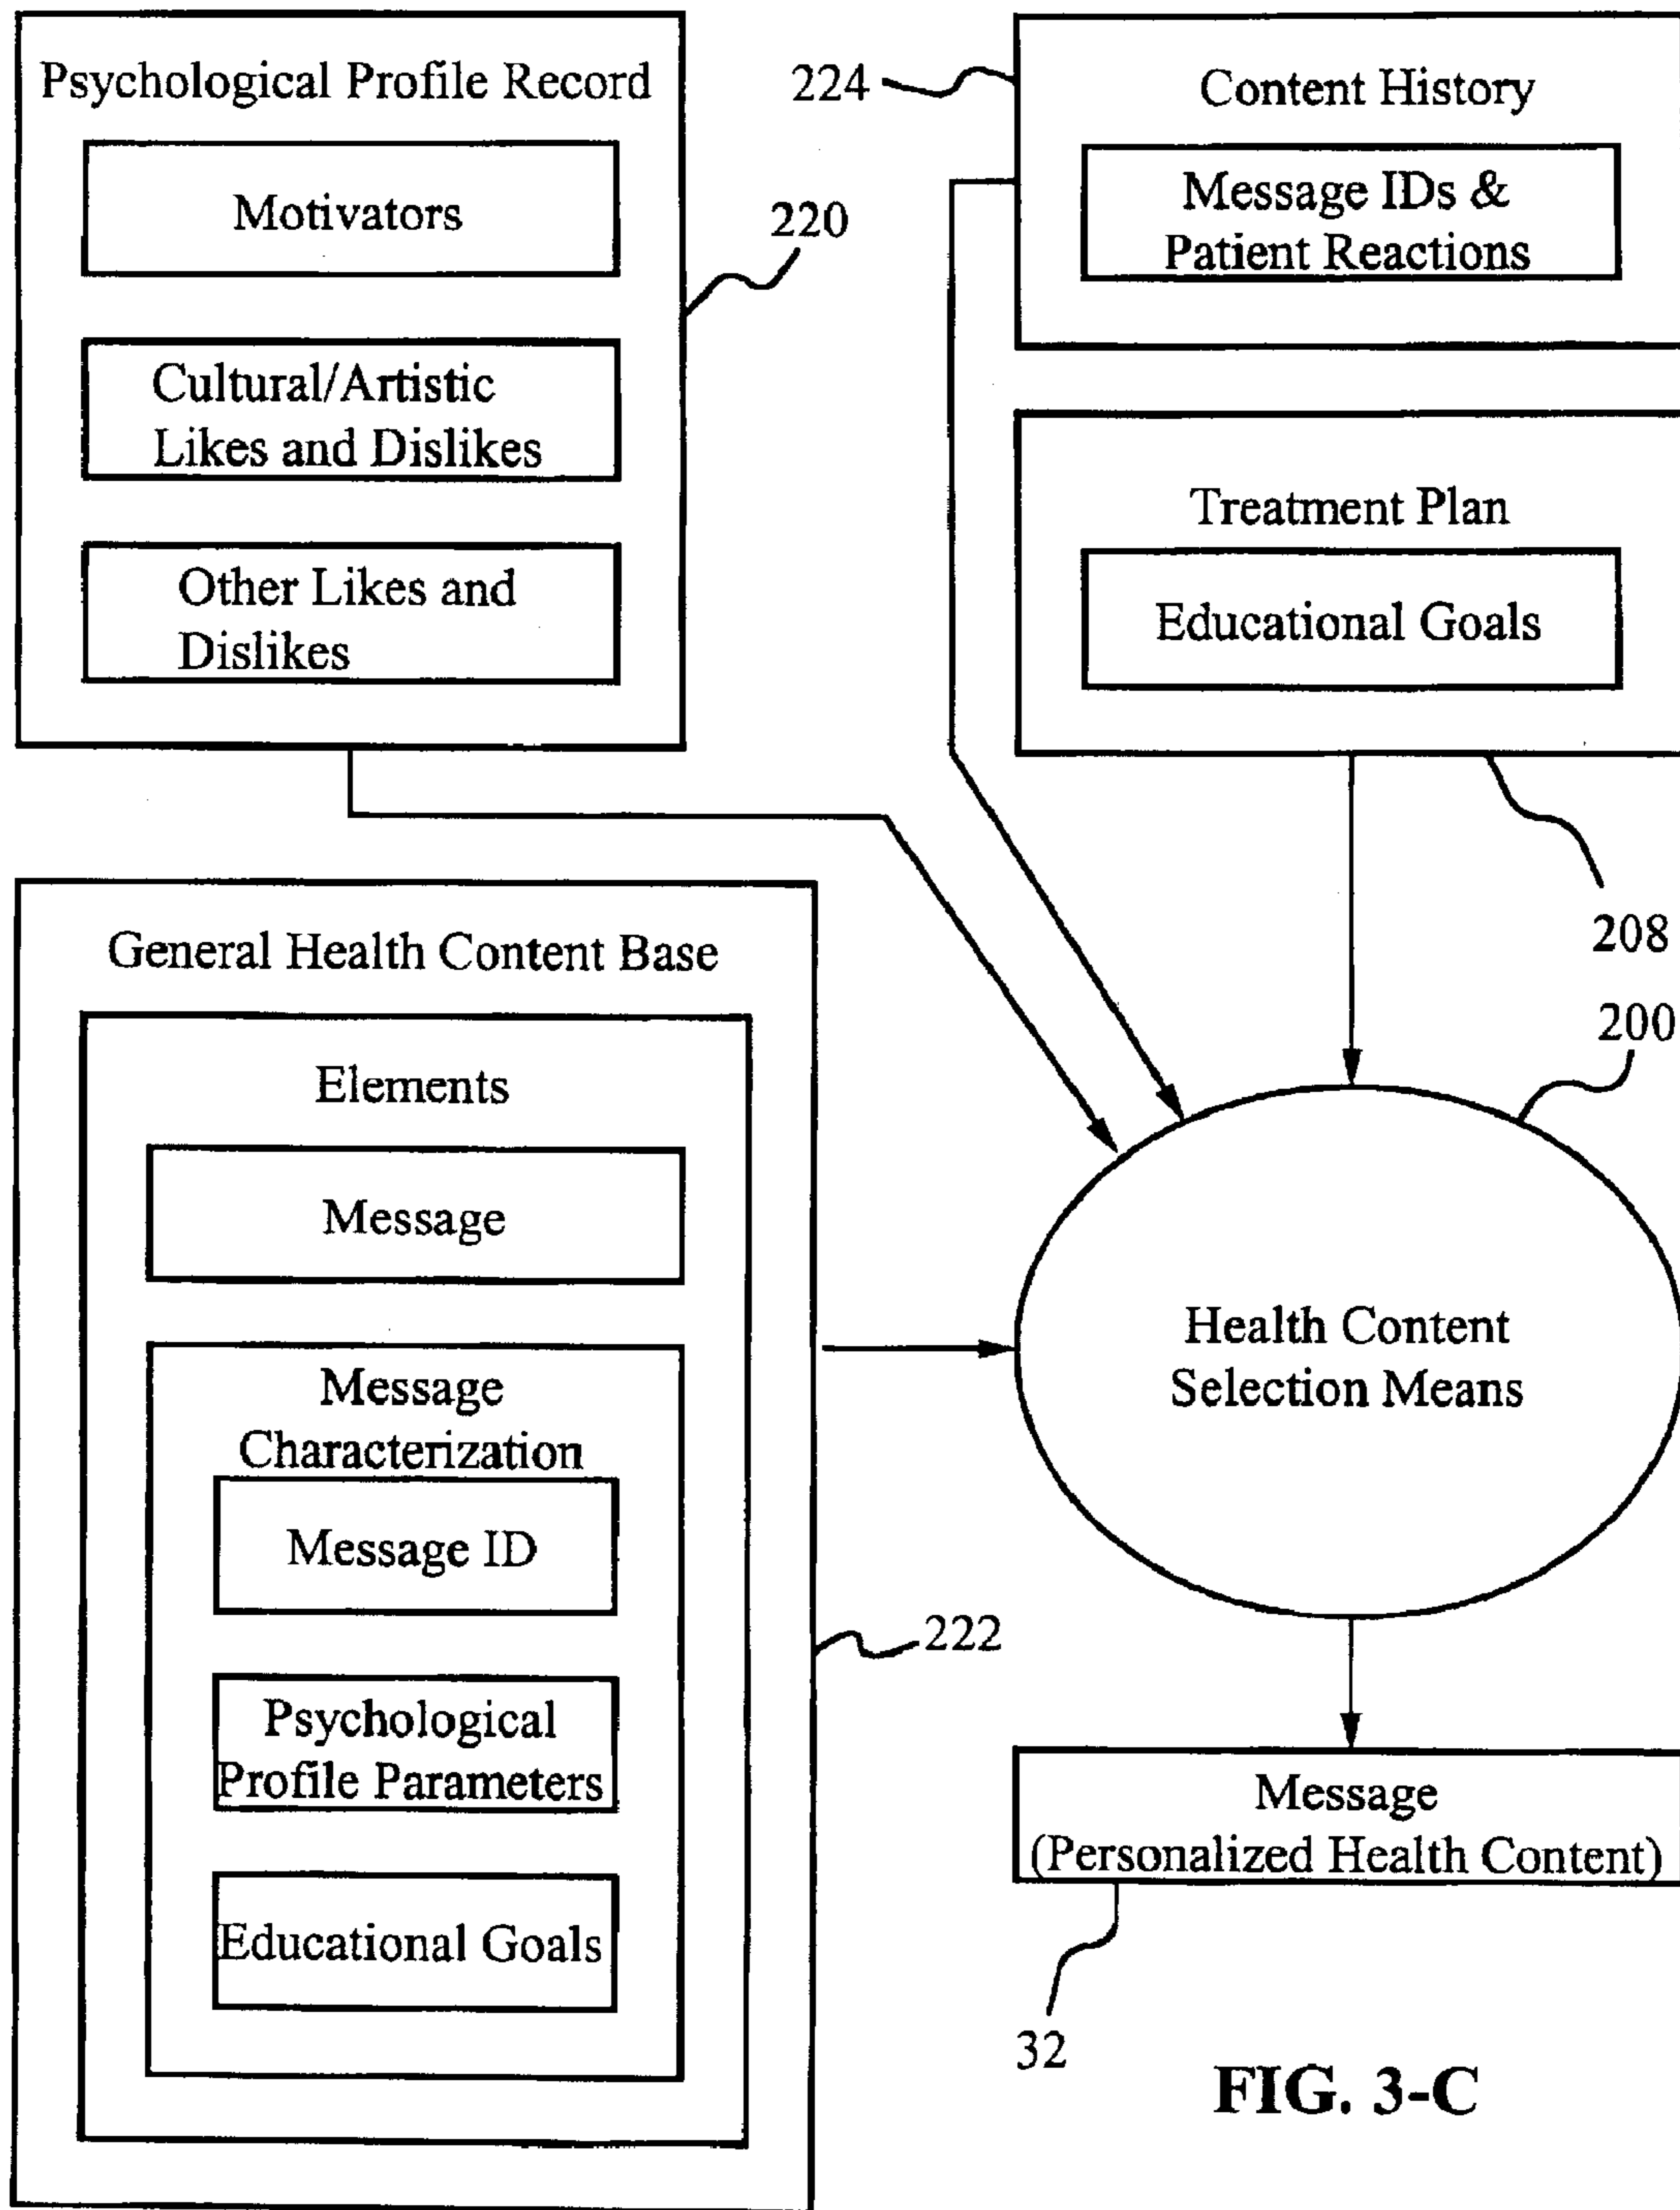 Psychological Profile Record
Motivators
Cultural/Artistic
Likes and Dislikes
Other Likes and
Dislikes
220
224
Content History
Message IDs &
Patient Reactions
Treatment Plan
Educational Goals
208
General Health Content Base
Elements
Message
Message
Characterization
Message ID
Psychological
Profile Parameters
Educational Goals
222
200
Health Content
Selection Means
Message
(Personalized Health Content)
32
FIG. 3-C